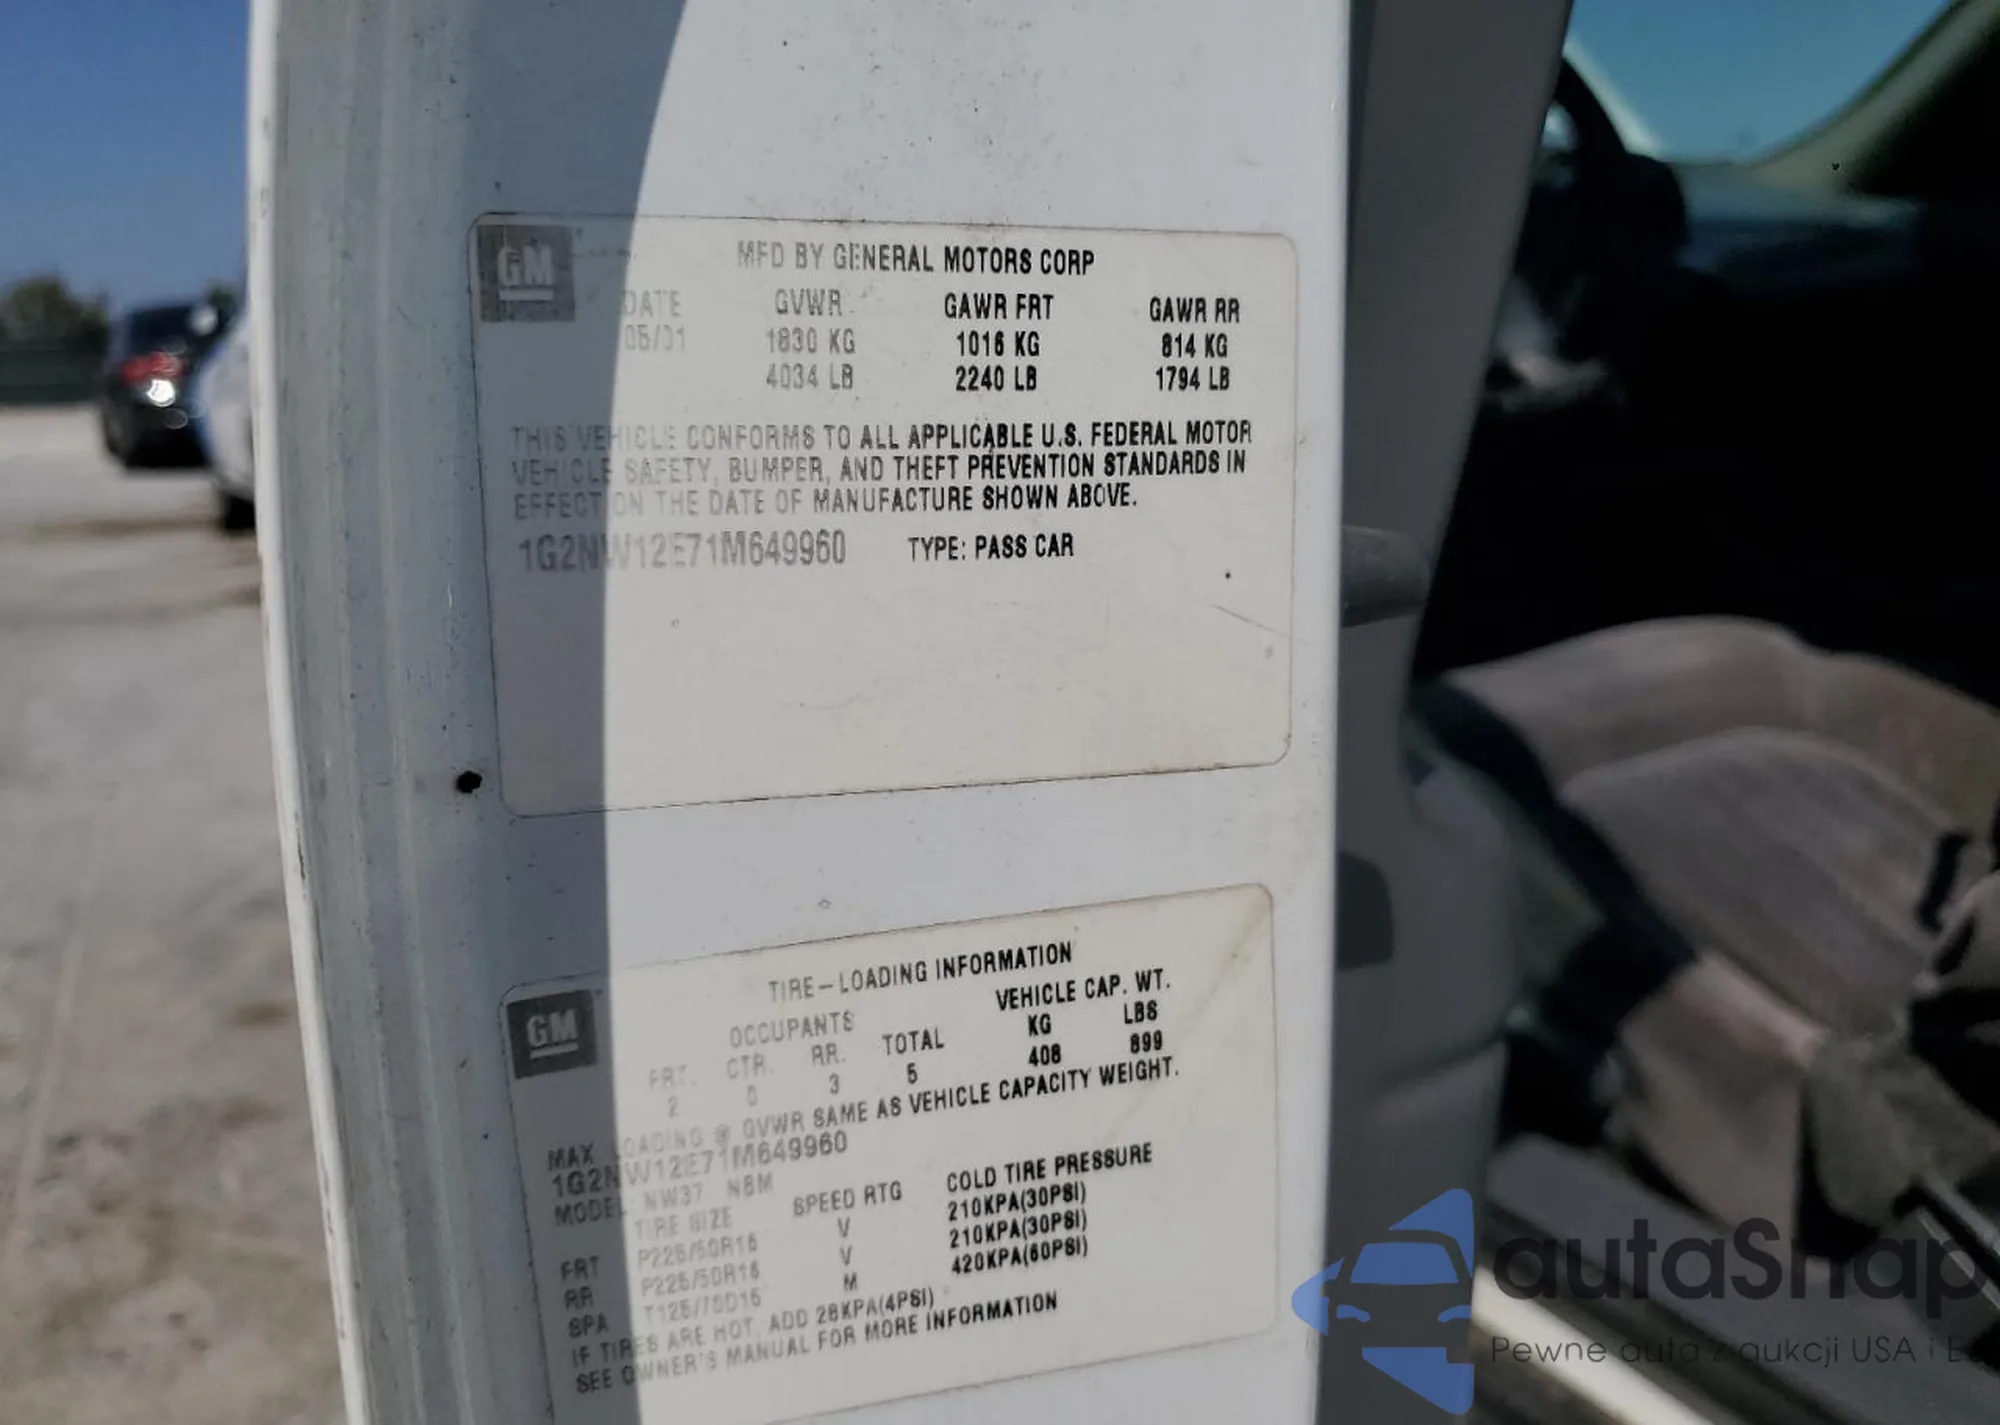 GM
MFD BY GENERAL MOTORS CORP
DATE GVWR GAWR FRT GAWR RR
05/01 1830 KG 1016 KG 814 KG
4034 LB 2240 LB 1794 LB
THIS VEHICLE CONFORMS TO ALL APPLICABLE U.S. FEDERAL MOTOR
VEHICLE SAFETY, BUMPER, AND THEFT PREVENTION STANDARDS IN
EFFECT ON THE DATE OF MANUFACTURE SHOWN ABOVE.
1G2NW12E71M649960 TYPE: PASS CAR
GM
TIRE-LOADING INFORMATION
OCCUPANTS VEHICLE CAP. WT.
FRT. CTR. RR. TOTAL KG LBS
2 0 3 5 408 899
MAX LOADING @ GVWR SAME AS VEHICLE CAPACITY WEIGHT.
1G2NW12E71M649960
MODEL: NW37 NBM
TIRE SIZE SPEED RTG COLD TIRE PRESSURE
FRT P225/50R16 V 210KPA(30PSI)
RR P225/50R16 V 210KPA(30PSI)
SPA T125/70D15 M 420KPA(60PSI)
IF TIRES ARE HOT, ADD 28KPA(4PSI)
SEE OWNER'S MANUAL FOR MORE INFORMATION
autaSnap
Pewne auta z aukcji USA i